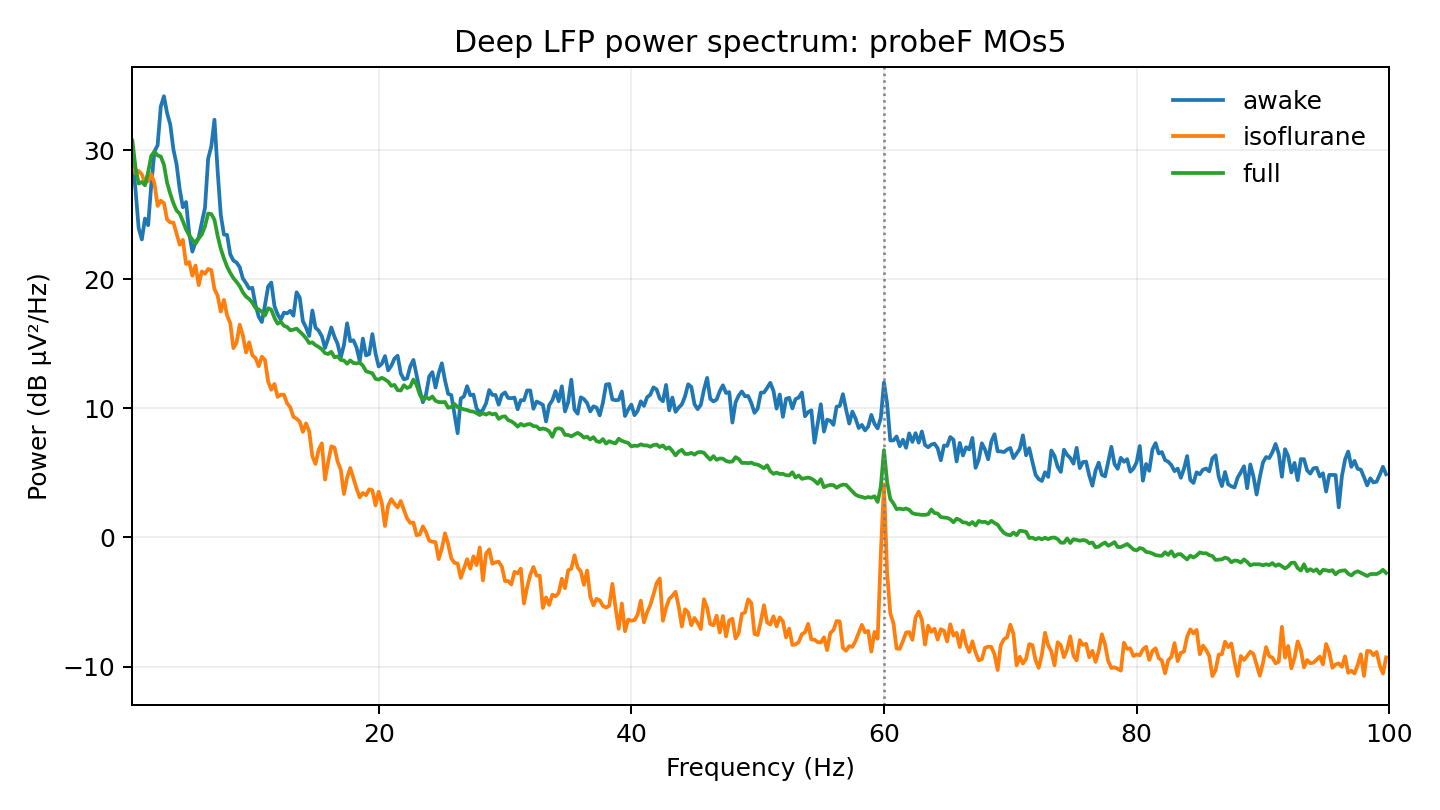 Deep LFP power spectrum: probeF MOs5
awake
isoflurane
full
30
20
10
0
−10
Power (dB µV²/Hz)
20
40
60
80
100
Frequency (Hz)